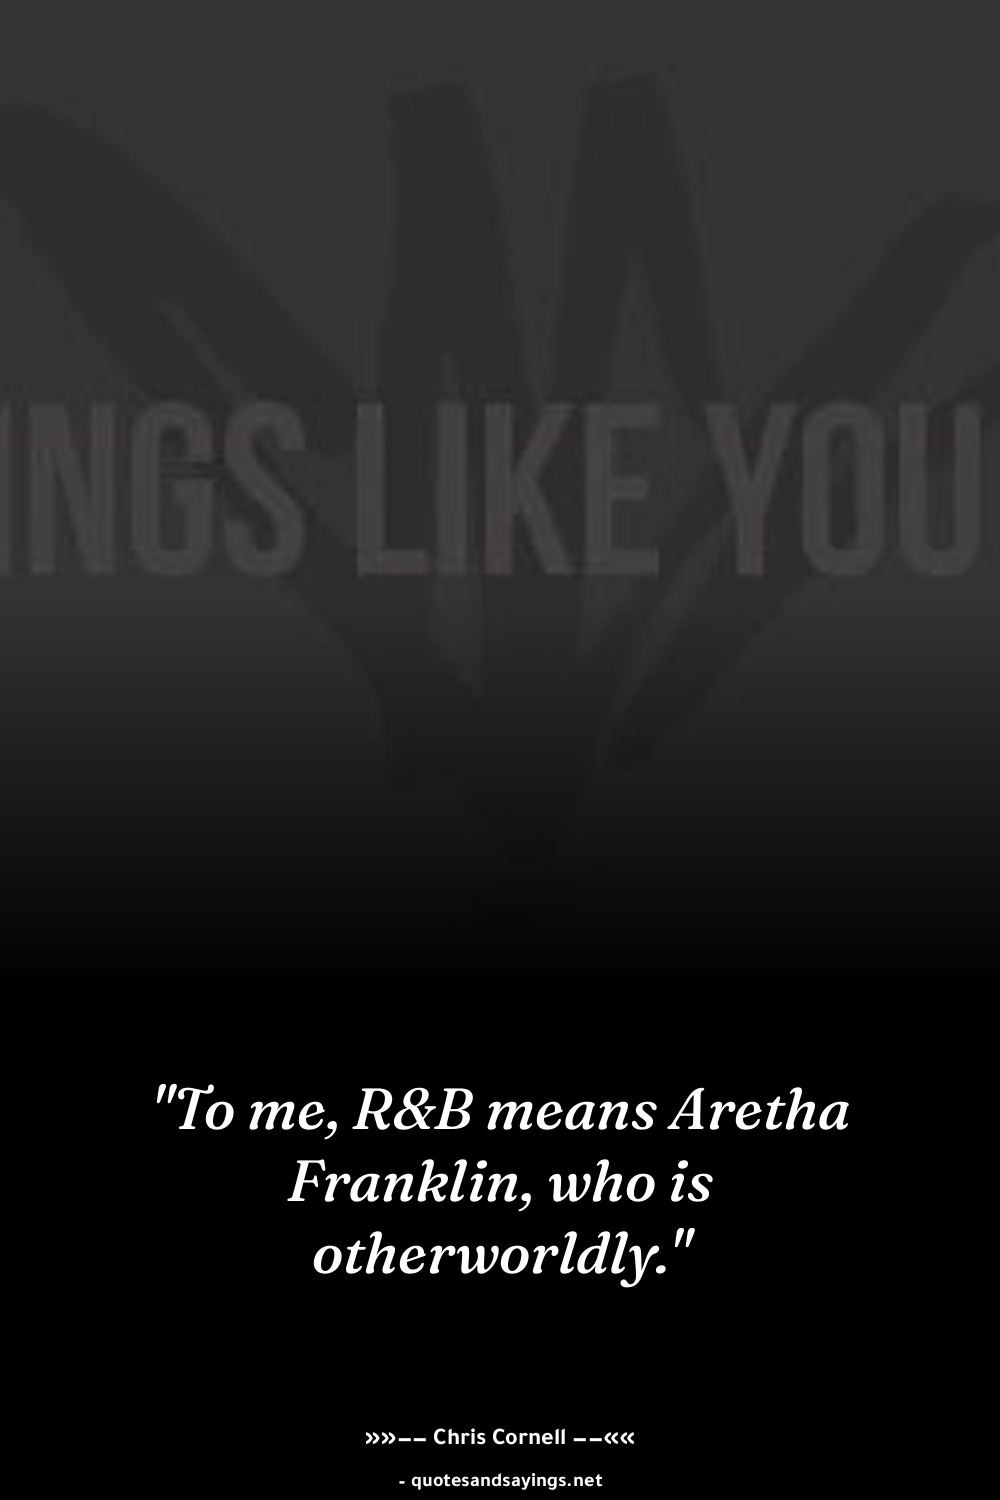 INGS LIKE YOU
"To me, R&B means Aretha
Franklin, who is
otherworldly."
»»–– Chris Cornell ––««
- quotesandsayings.net